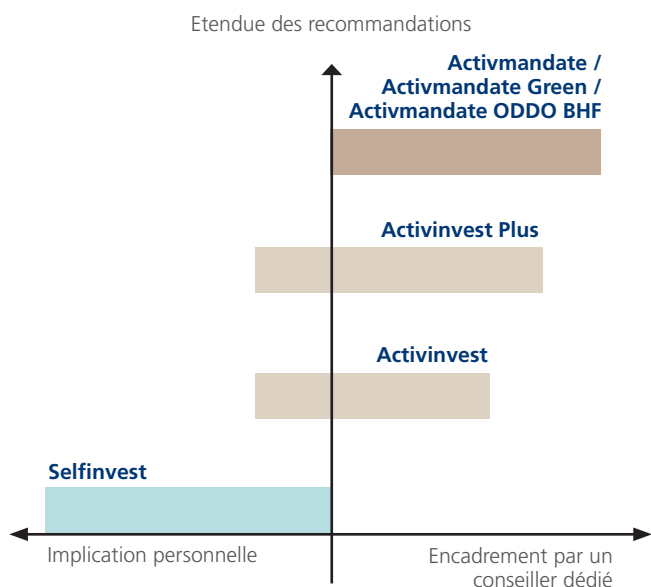 Etendue des recommandations
Activmandate /
Activmandate Green /
Activmandate ODDO BHF
Activinvest Plus
Activinvest
Selfinvest
Implication personnelle
Encadrement par un
conseiller dédié